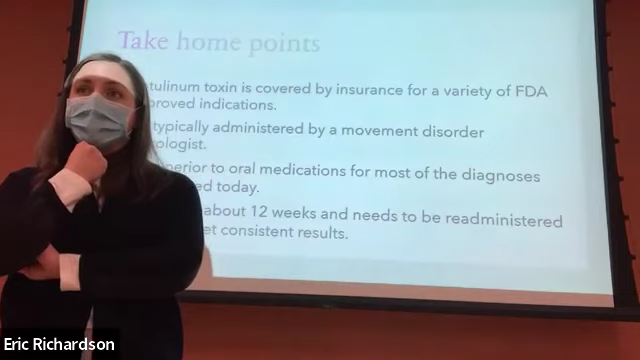 Take home points
tulinum toxin is covered by insurance for a variety of FDA
proved indications.
typically administered by a movement disorder
ologist.
perior to oral medications for most of the diagnoses
ed today.
about 12 weeks and needs to be readministered
et consistent results.
Eric Richardson